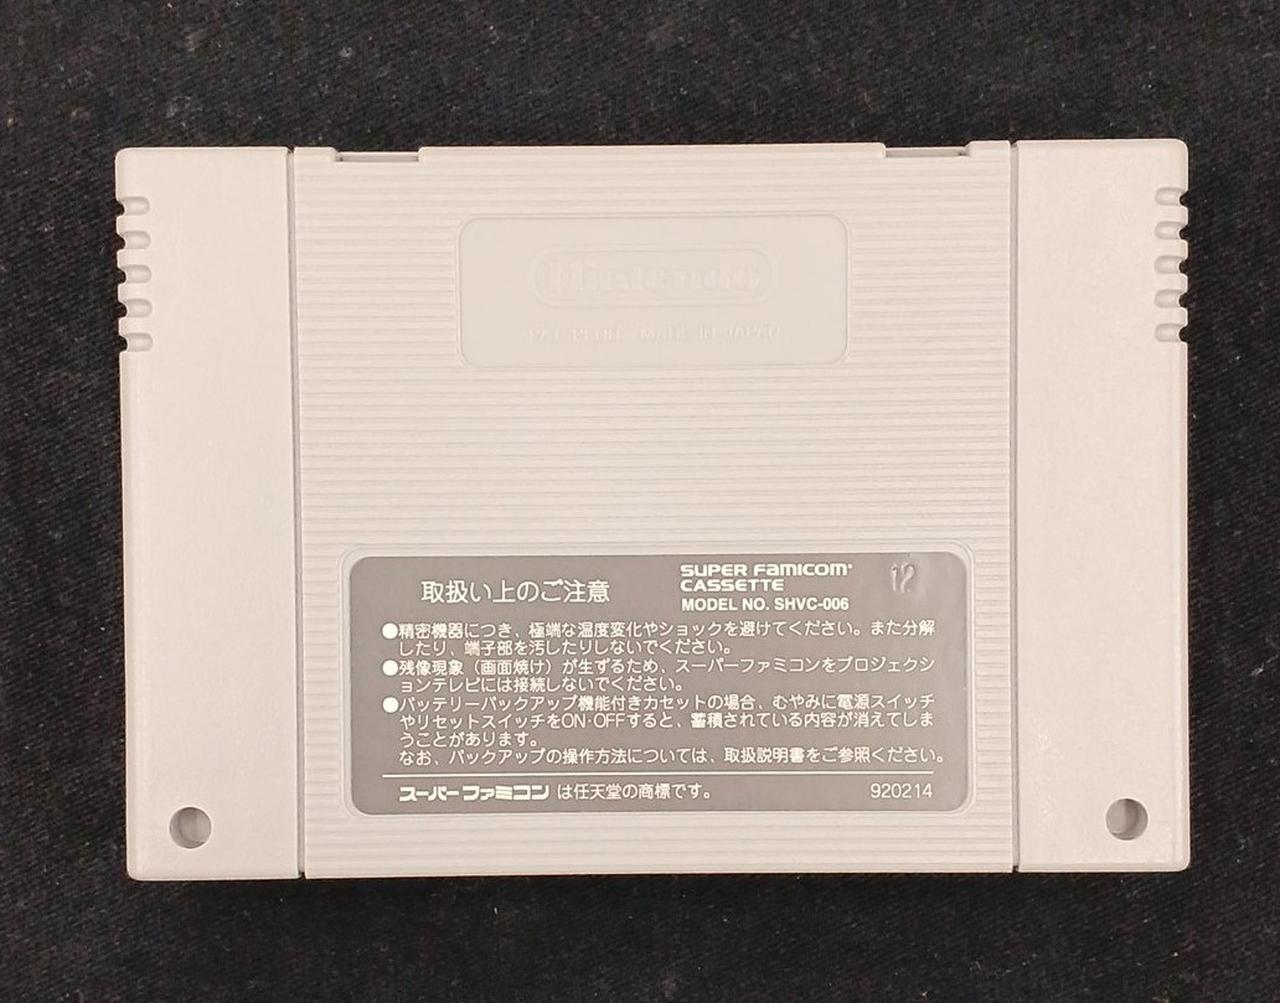 Nintendo
PAT. PEND. MADE IN JAPAN
取扱い上のご注意
SUPER FAMICOM
CASSETTE
MODEL NO. SHVC-006
12
●精密機器につき、極端な温度変化やショックを避けてください。また分解
したり、端子部を汚したりしないでください。
●残像現象（画面焼け）が生ずるため、スーパーファミコンをプロジェクシ
ョンテレビには接続しないでください。
●バッテリーバックアップ機能付きカセットの場合、むやみに電源スイッチ
やリセットスイッチをON·OFFすると、蓄積されている内容が消えてしま
うことがあります。
なお、バックアップの操作方法については、取扱説明書をご参照ください。
スーパーファミコン は任天堂の商標です。
920214